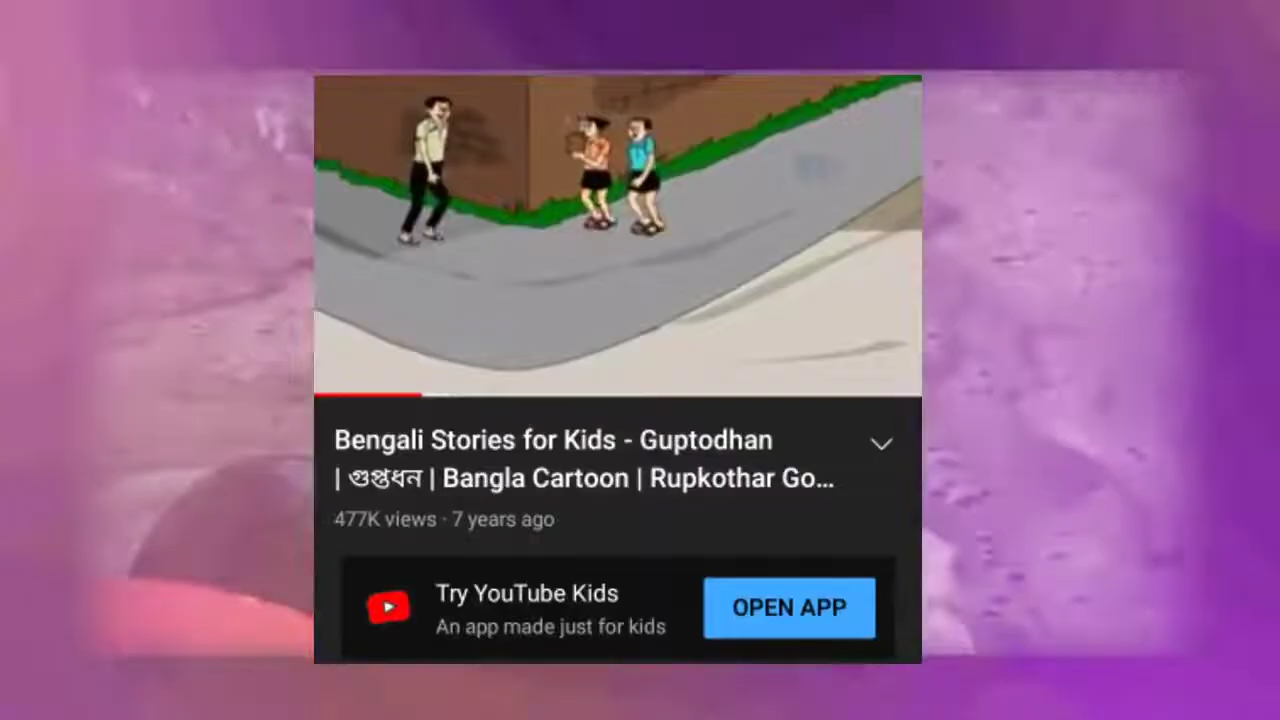 Bengali Stories for Kids - Guptodhan
| গুপ্তধন | Bangla Cartoon | Rupkothar Go...
477K views · 7 years ago
Try YouTube Kids
An app made just for kids
OPEN APP